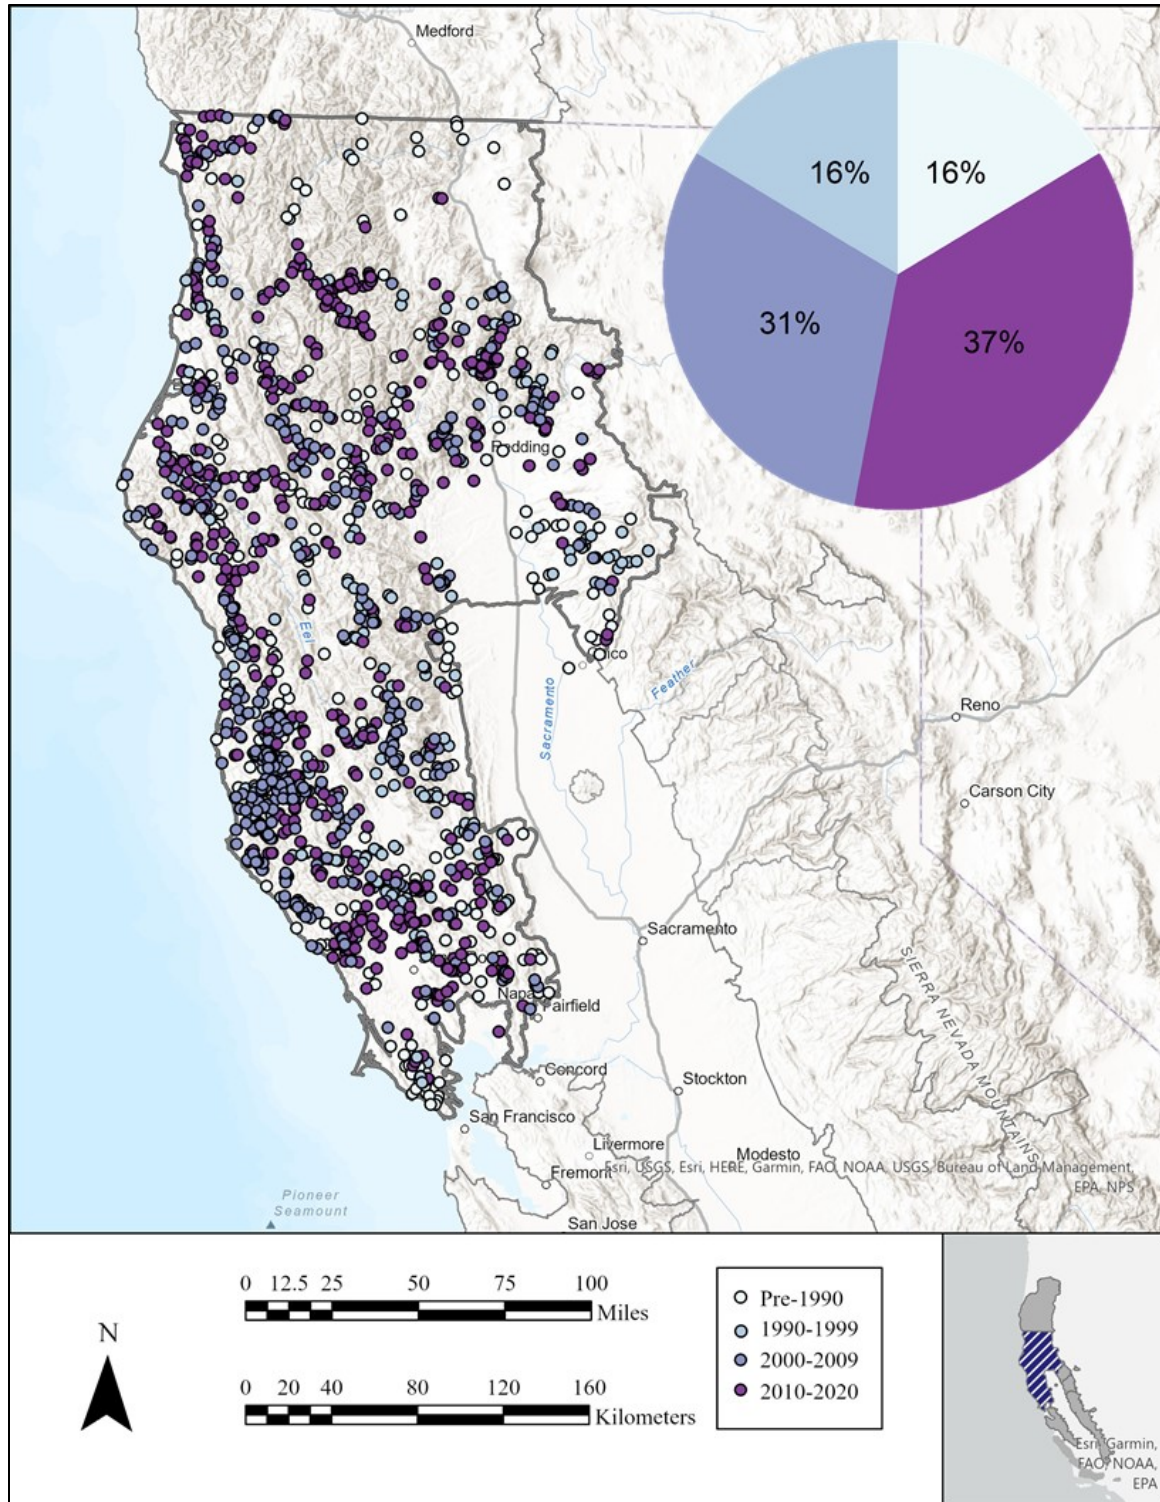 Medford
16%
16%
31%
37%
Redding
Eel
Chico
Feather
Sacramento
Reno
Carson City
Sacramento
SIERRA NEVADA MOUNTAINS
Napa
Fairfield
Concord
Stockton
San Francisco
Livermore
Modesto
Fremont
Esri, USGS, Esri, HERE, Garmin, FAO, NOAA, USGS, Bureau of Land Management,
EPA, NPS
Pioneer
Seamount
San Jose
0 12.5 25 50 75 100
Miles
0 20 40 80 120 160
Kilometers
N
Pre-1990
1990-1999
2000-2009
2010-2020
Esri, Garmin,
FAO, NOAA,
EPA